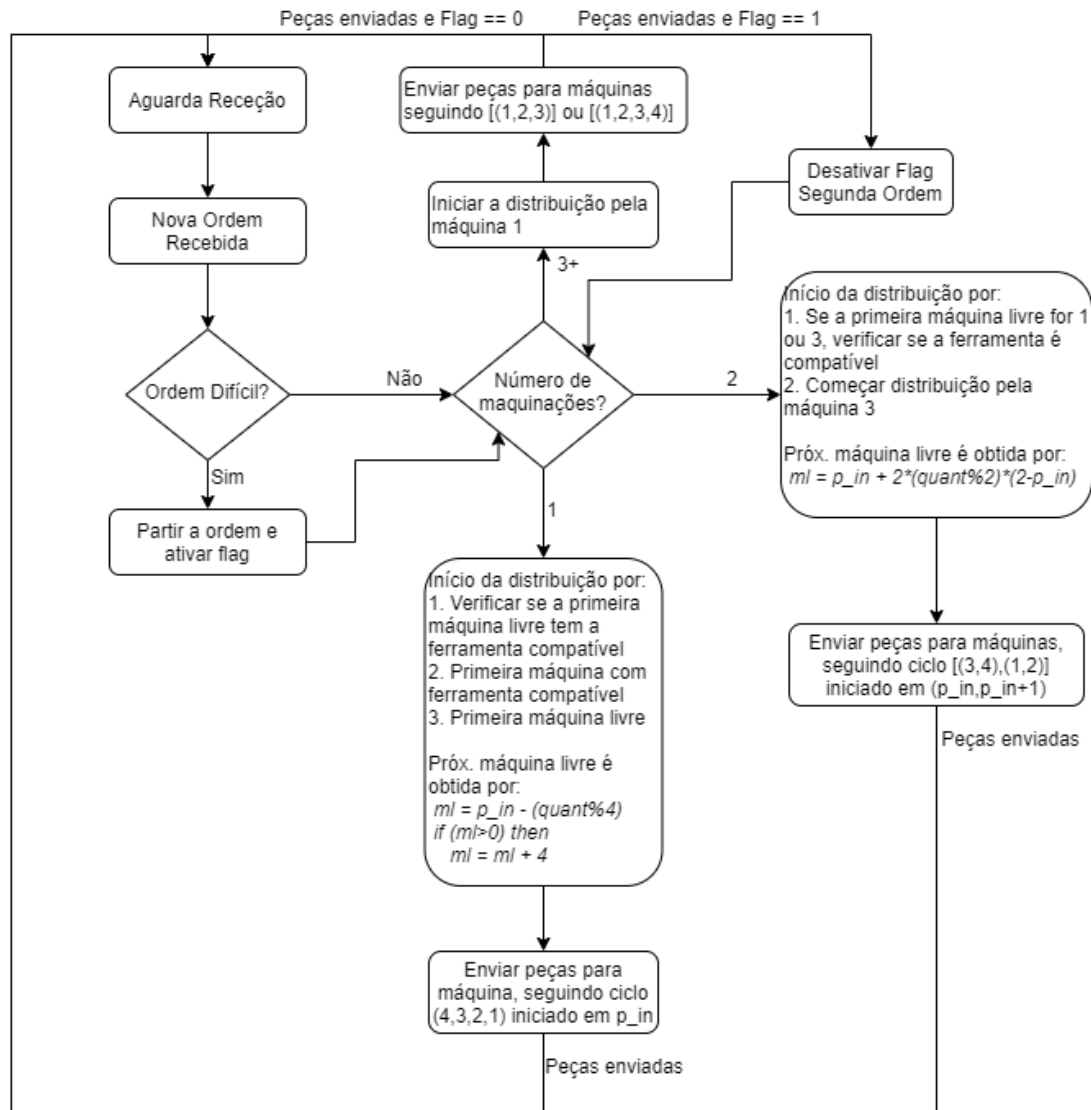 Peças enviadas e Flag == 0
Peças enviadas e Flag == 1
Aguarda Receção
Enviar peças para máquinas
seguindo [(1,2,3)] ou [(1,2,3,4)]
Desativar Flag
Segunda Ordem
Nova Ordem
Recebida
Iniciar a distribuição pela
máquina 1
3+
Início da distribuição por:
1. Se a primeira máquina livre for 1
ou 3, verificar se a ferramenta é
compatível
2. Começar distribuição pela
máquina 3
Próx. máquina livre é obtida por:
ml = p_in + 2*(quant%2)*(2-p_in)
Ordem Difícil?
Não
Número de
maquinações?
2
Sim
Partir a ordem e
ativar flag
1
Início da distribuição por:
1. Verificar se a primeira
máquina livre tem a
ferramenta compatível
2. Primeira máquina com
ferramenta compatível
3. Primeira máquina livre
Próx. máquina livre é
obtida por:
ml = p_in - (quant%4)
if (ml>0) then
ml = ml + 4
Enviar peças para máquinas,
seguindo ciclo [(3,4),(1,2)]
iniciado em (p_in,p_in+1)
Peças enviadas
Enviar peças para
máquina, seguindo ciclo
(4,3,2,1) iniciado em p_in
Peças enviadas